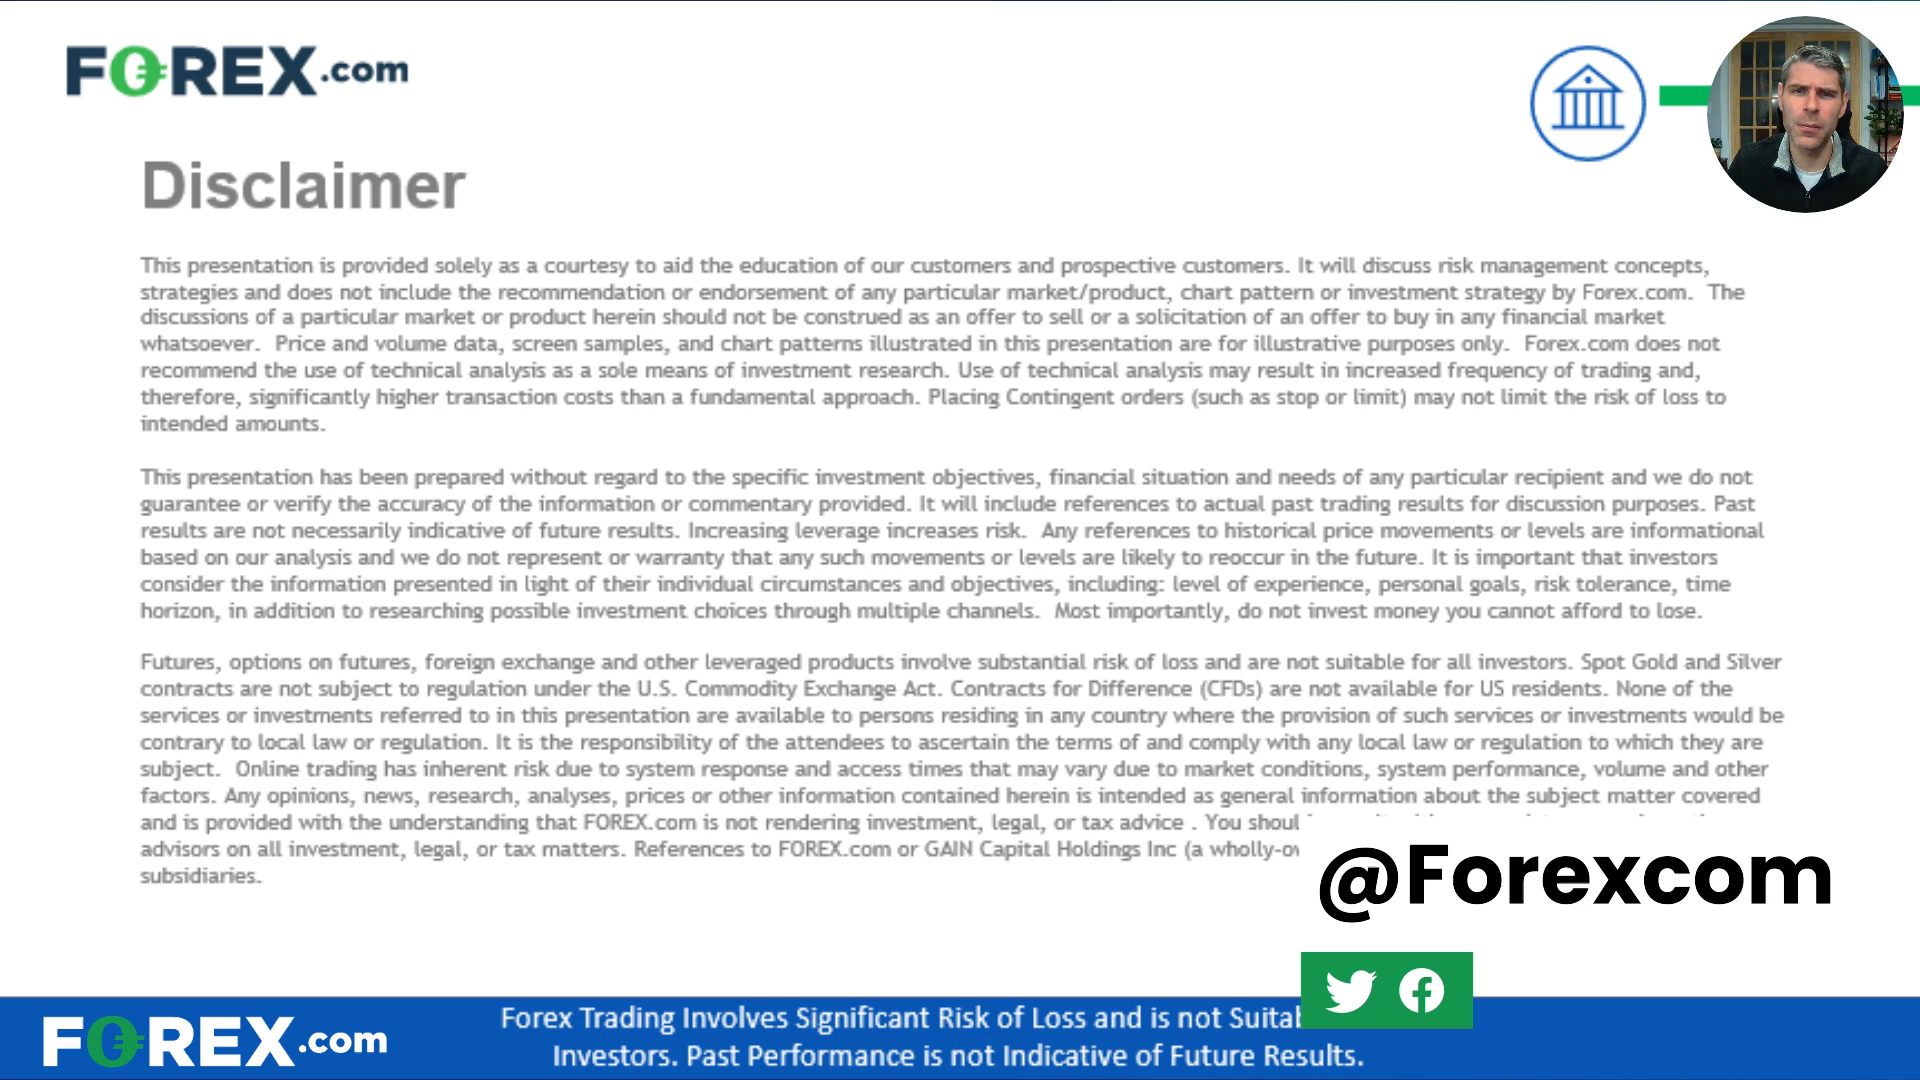 FOREX.com
Disclaimer
This presentation is provided solely as a courtesy to aid the education of our customers and prospective customers. It will discuss risk management concepts,
strategies and does not include the recommendation or endorsement of any particular market/product, chart pattern or investment strategy by Forex.com. The
discussions of a particular market or product herein should not be construed as an offer to sell or a solicitation of an offer to buy in any financial market
whatsoever. Price and volume data, screen samples, and chart patterns illustrated in this presentation are for illustrative purposes only. Forex.com does not
recommend the use of technical analysis as a sole means of investment research. Use of technical analysis may result in increased frequency of trading and,
therefore, significantly higher transaction costs than a fundamental approach. Placing Contingent orders (such as stop or limit) may not limit the risk of loss to
intended amounts.
This presentation has been prepared without regard to the specific investment objectives, financial situation and needs of any particular recipient and we do not
guarantee or verify the accuracy of the information or commentary provided. It will include references to actual past trading results for discussion purposes. Past
results are not necessarily indicative of future results. Increasing leverage increases risk. Any references to historical price movements or levels are informational
based on our analysis and we do not represent or warranty that any such movements or levels are likely to reoccur in the future. It is important that investors
consider the information presented in light of their individual circumstances and objectives, including: level of experience, personal goals, risk tolerance, time
horizon, in addition to researching possible investment choices through multiple channels. Most importantly, do not invest money you cannot afford to lose.
Futures, options on futures, foreign exchange and other leveraged products involve substantial risk of loss and are not suitable for all investors. Spot Gold and Silver
contracts are not subject to regulation under the U.S. Commodity Exchange Act. Contracts for Difference (CFDs) are not available for US residents. None of the
services or investments referred to in this presentation are available to persons residing in any country where the provision of such services or investments would be
contrary to local law or regulation. It is the responsibility of the attendees to ascertain the terms of and comply with any local law or regulation to which they are
subject. Online trading has inherent risk due to system response and access times that may vary due to market conditions, system performance, volume and other
factors. Any opinions, news, research, analyses, prices or other information contained herein is intended as general information about the subject matter covered
and is provided with the understanding that FOREX.com is not rendering investment, legal, or tax advice . You shoul
advisors on all investment, legal, or tax matters. References to FOREX.com or GAIN Capital Holdings Inc (a wholly-ov
subsidiaries.
@Forexcom
FOREX.com
Forex Trading Involves Significant Risk of Loss and is not Suita
Investors. Past Performance is not Indicative of Future Results.